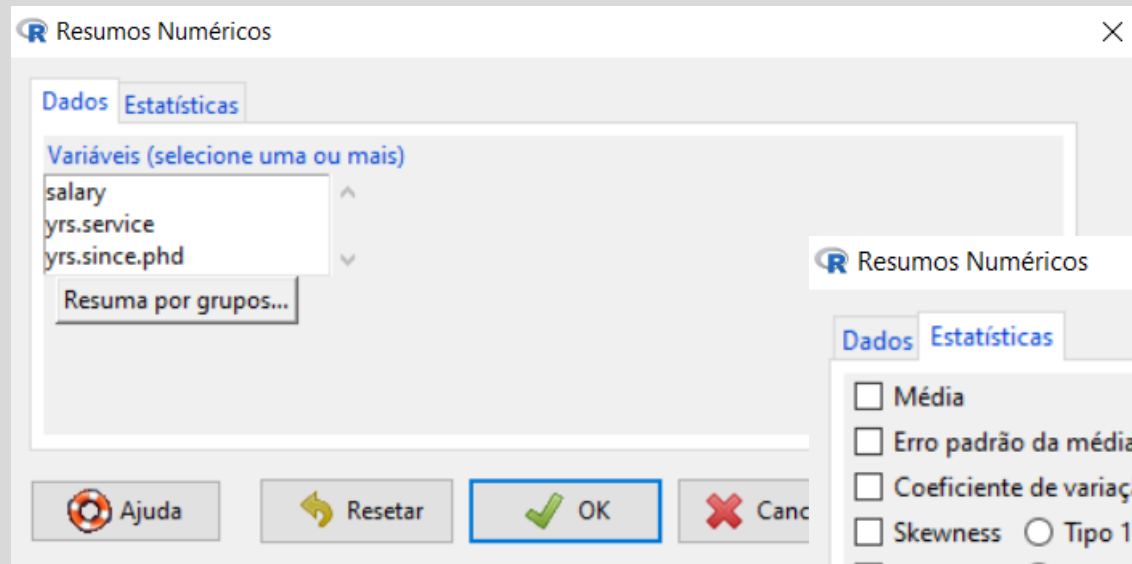 Resumos Numéricos
Dados Estatísticas
Variáveis (selecione uma ou mais)
salary
yrs.service
yrs.since.phd
Resuma por grupos...
Ajuda Resetar OK Canc
Resumos Numéricos
Dados Estatísticas
Média
Erro padrão da média
Coeficiente de variaç
Skewness Tipo 1